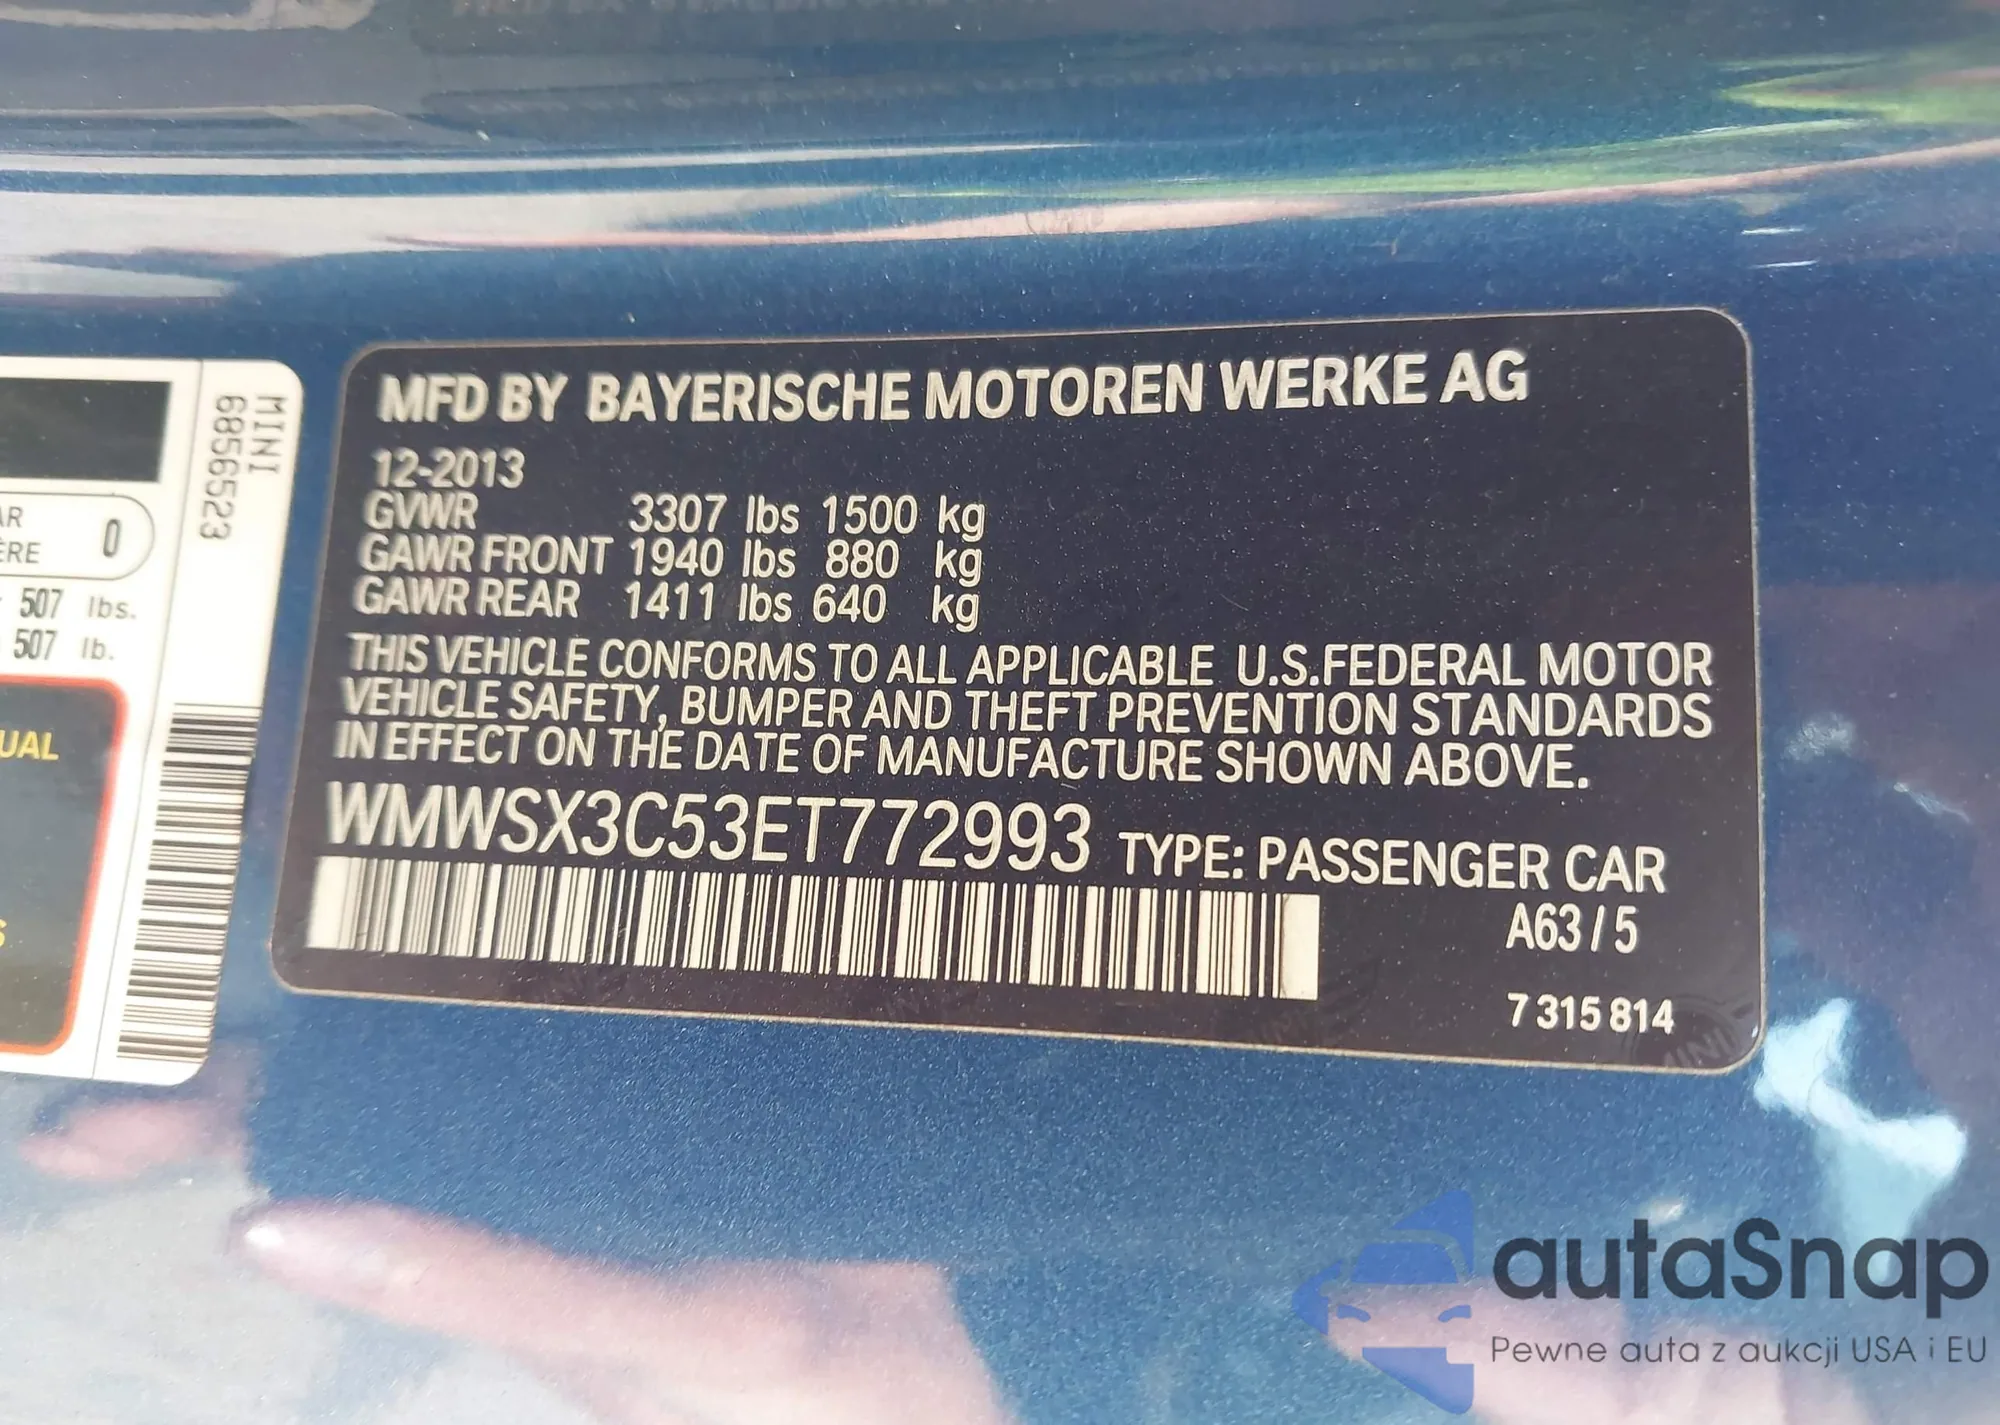 MFD BY BAYERISCHE MOTOREN WERKE AG
12-2013
GVWR 3307 lbs 1500 kg
GAWR FRONT 1940 lbs 880 kg
GAWR REAR 1411 lbs 640 kg
THIS VEHICLE CONFORMS TO ALL APPLICABLE U.S.FEDERAL MOTOR
VEHICLE SAFETY, BUMPER AND THEFT PREVENTION STANDARDS
IN EFFECT ON THE DATE OF MANUFACTURE SHOWN ABOVE.
WMWSX3C53ET772993 TYPE: PASSENGER CAR
A63 / 5
7 315 814
MINI
6856523
0
507 lbs.
507 lb.
autaSnap
Pewne auta z aukcji USA i EU